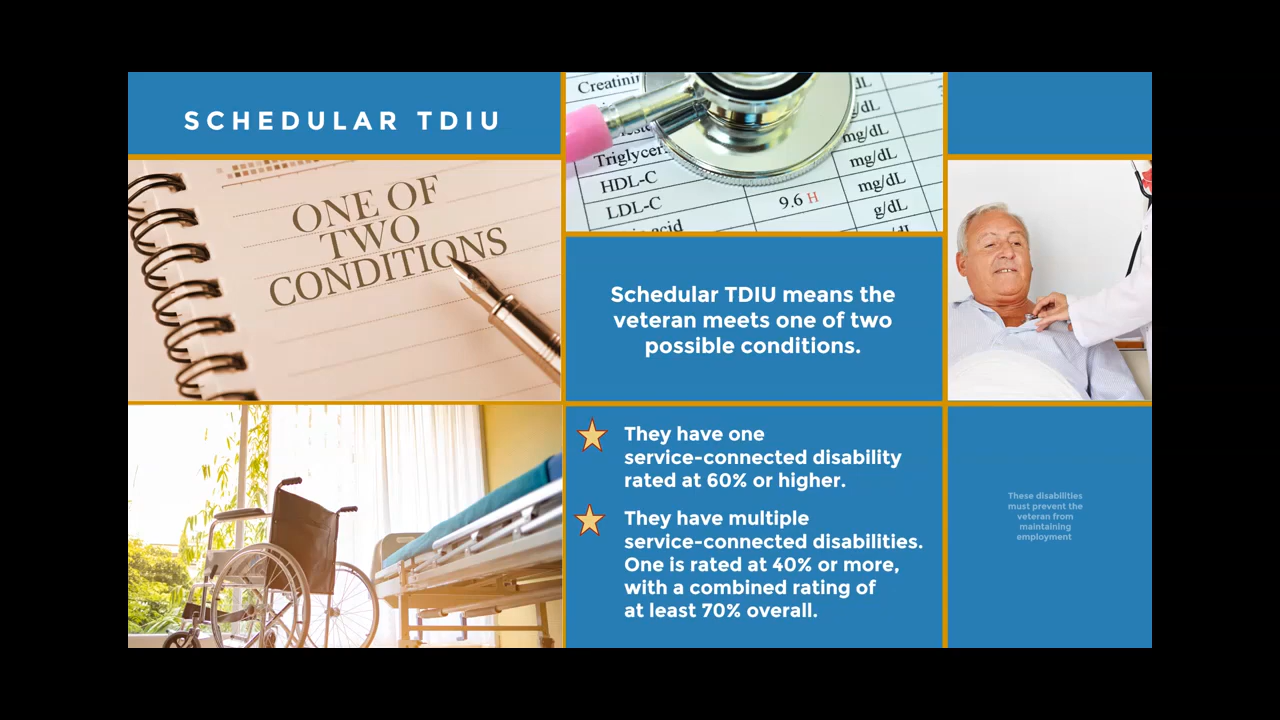 SCHEDULAR TDIU
ONE OF
TWO
CONDITIONS
Triglycer
HDL-C
LDL-C
9.6 H
mg/dL
mg/dL
mg/dL
g/dL
Schedular TDIU means the
veteran meets one of two
possible conditions.
They have one
service-connected disability
rated at 60% or higher.
They have multiple
service-connected disabilities.
One is rated at 40% or more,
with a combined rating of
at least 70% overall.
These disabilities
must prevent the
veteran from
maintaining
employment